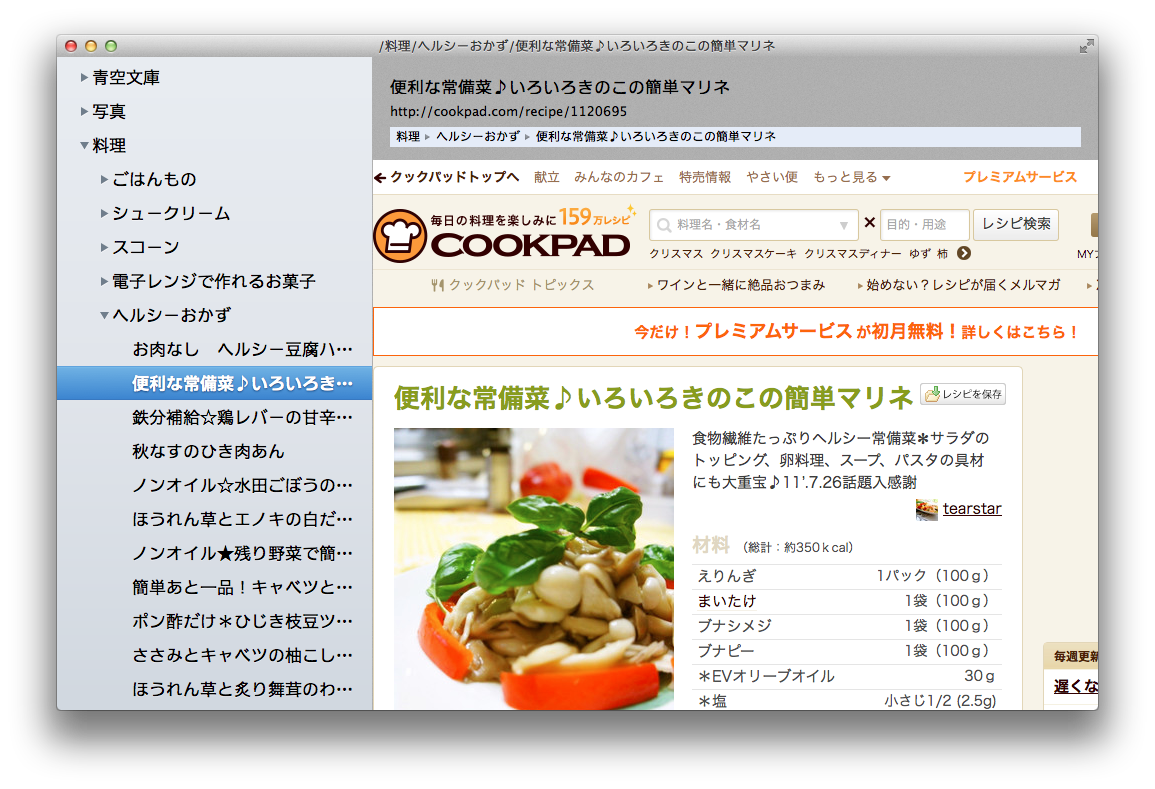 /料理/ヘルシーおかず/便利な常備菜♪いろいろきのこの簡単マリネ
青空文庫
写真
料理
ごはんもの
シュークリーム
スコーン
電子レンジで作れるお菓子
ヘルシーおかず
お肉なし　ヘルシー豆腐ハ…
便利な常備菜♪いろいろき…
鉄分補給☆鶏レバーの甘辛…
秋なすのひき肉あん
ノンオイル☆水田ごぼうの…
ほうれん草とエノキの白だ…
ノンオイル★残り野菜で簡…
簡単あと一品！キャベツと…
ポン酢だけ＊ひじき枝豆ツ…
ささみとキャベツの柚こし…
ほうれん草と炙り舞茸のわ…
便利な常備菜♪いろいろきのこの簡単マリネ
http://cookpad.com/recipe/1120695
料理 ▸ ヘルシーおかず ▸ 便利な常備菜♪いろいろきのこの簡単マリネ
←クックパッドトップへ 献立 みんなのカフェ 特売情報 やさい便 もっと見る プレミアムサービス
毎日の料理を楽しみに 159万レシピ
COOKPAD
料理名・食材名 × 目的・用途 レシピ検索
クリスマス クリスマスケーキ クリスマスディナー ゆず 柿
MY
クックパッド トピックス ワインと一緒に絶品おつまみ 始めない？レシピが届くメルマガ
今だけ！プレミアムサービス が初月無料！詳しくはこちら！
便利な常備菜♪いろいろきのこの簡単マリネ レシピを保存
食物繊維たっぷりヘルシー常備菜✻サラダの
トッピング、卵料理、スープ、パスタの具材
にも大重宝♪11'.7.26話題入感謝
tearstar
材料 （総計：約350ｋcal）
えりんぎ 1パック（100ｇ）
まいたけ 1袋（100ｇ）
ブナシメジ 1袋（100ｇ）
ブナピー 1袋（100ｇ）
＊EVオリーブオイル 30ｇ
＊塩 小さじ1/2 (2.5g)
毎週更新
遅くな